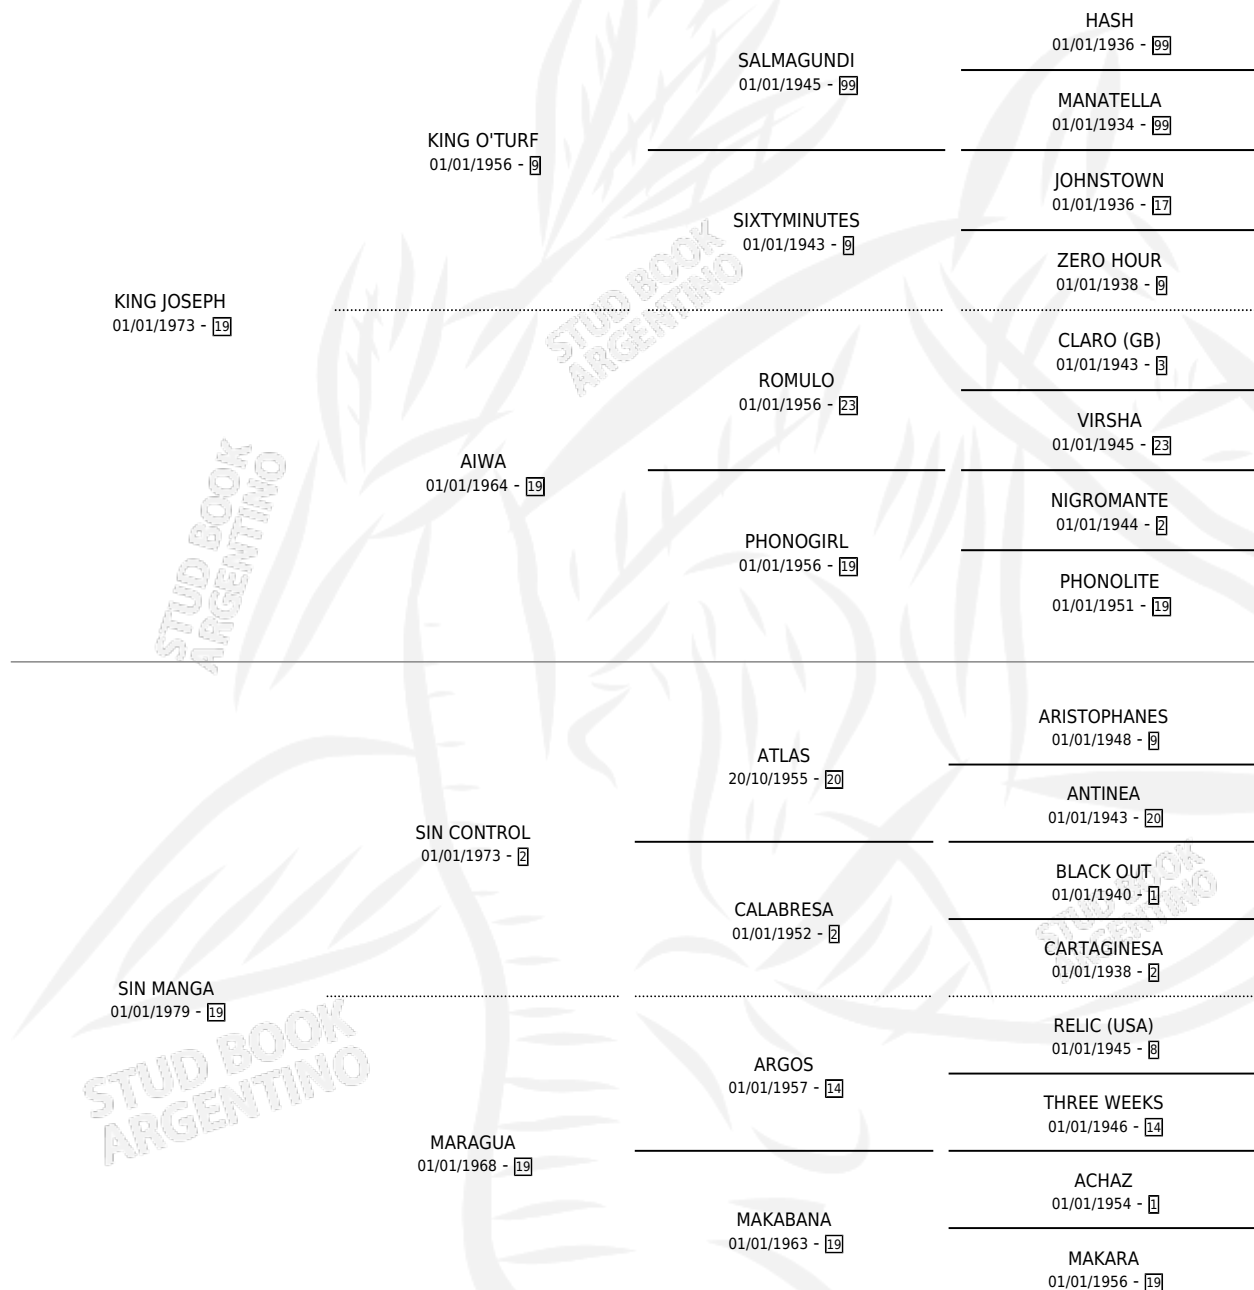 HASH
01/01/1936 - 99
SALMAGUNDI
01/01/1945 - 99
MANATELLA
01/01/1934 - 99
KING O'TURF
01/01/1956 - 9
JOHNSTOWN
01/01/1936 - 17
SIXTYMINUTES
01/01/1943 - 9
ZERO HOUR
01/01/1938 - 9
KING JOSEPH
01/01/1973 - 19
CLARO (GB)
01/01/1943 - 3
ROMULO
01/01/1956 - 23
VIRSHA
01/01/1945 - 23
AIWA
01/01/1964 - 19
NIGROMANTE
01/01/1944 - 2
PHONOGIRL
01/01/1956 - 19
PHONOLITE
01/01/1951 - 19
STUD BOOK
ARGENTINO
STUD BOOK
ARGENTINO
ARISTOPHANES
01/01/1948 - 9
ATLAS
20/10/1955 - 20
ANTINEA
01/01/1943 - 20
SIN CONTROL
01/01/1973 - 2
BLACK OUT
01/01/1940 - 1
CALABRESA
01/01/1952 - 2
CARTAGINESA
01/01/1938 - 2
SIN MANGA
01/01/1979 - 19
RELIC (USA)
01/01/1945 - 8
ARGOS
01/01/1957 - 14
THREE WEEKS
01/01/1946 - 14
MARAGUA
01/01/1968 - 19
ACHAZ
01/01/1954 - 1
MAKABANA
01/01/1963 - 19
MAKARA
01/01/1956 - 19
STUD BOOK
ARGENTINO
STUD BOOK
ARGENTINO